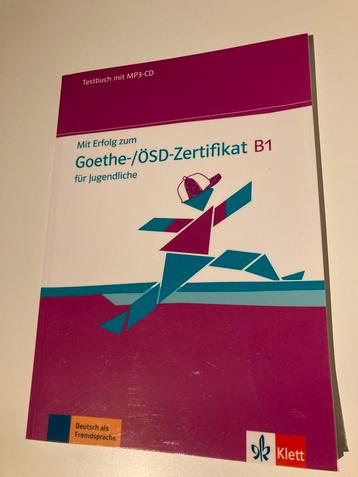 Testbuch mit MP3-CD
Mit Erfolg zum
Goethe-/ÖSD-Zertifikat B1
für Jugendliche
Deutsch als
Fremdsprache
Klett